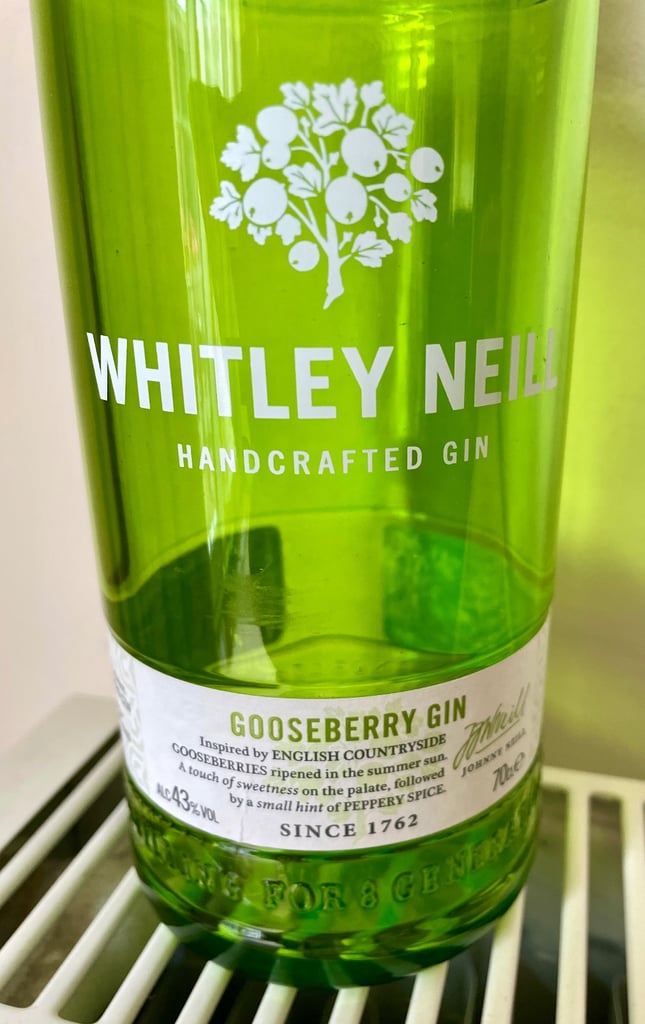 WHITLEY NEILL
HANDCRAFTED GIN
GOOSEBERRY GIN
Inspired by ENGLISH COUNTRYSIDE
GOOSEBERRIES ripened in the summer sun.
A touch of sweetness on the palate, followed
by a small hint of PEPPERY SPICE.
ALC 43% VOL
SINCE 1762
JOHNNY NEILL
70cl e
FOR 8